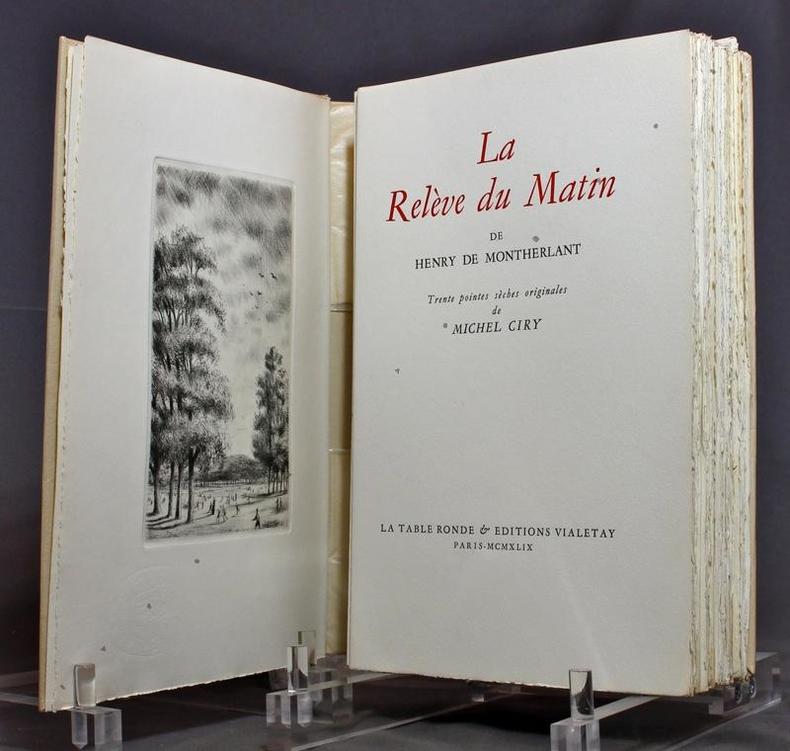 La
Relève du Matin
DE
HENRY DE MONTHERLANT
Trente pointes sèches originales
de
MICHEL CIRY
LA TABLE RONDE & EDITIONS VIALETAY
PARIS-MCMXLIX